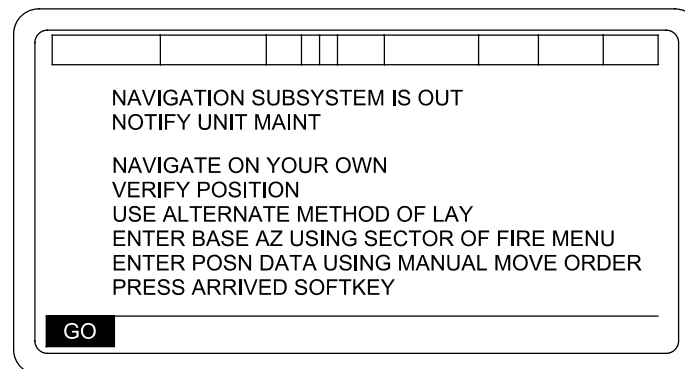 NAVIGATION SUBSYSTEM IS OUT
NOTIFY UNIT MAINT
NAVIGATE ON YOUR OWN
VERIFY POSITION
USE ALTERNATE METHOD OF LAY
ENTER BASE AZ USING SECTOR OF FIRE MENU
ENTER POSN DATA USING MANUAL MOVE ORDER
PRESS ARRIVED SOFTKEY
GO